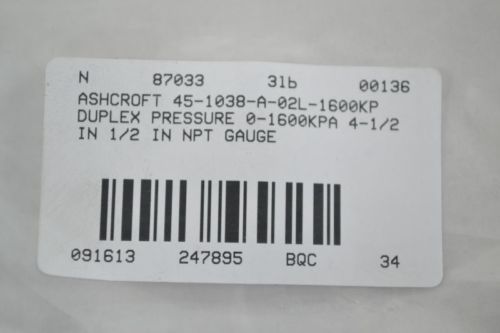 N 87033 31b 00136
ASHCROFT 45-1038-A-02L-1600KP
DUPLEX PRESSURE 0-1600KPA 4-1/2
IN 1/2 IN NPT GAUGE
091613 247895 BQC 34